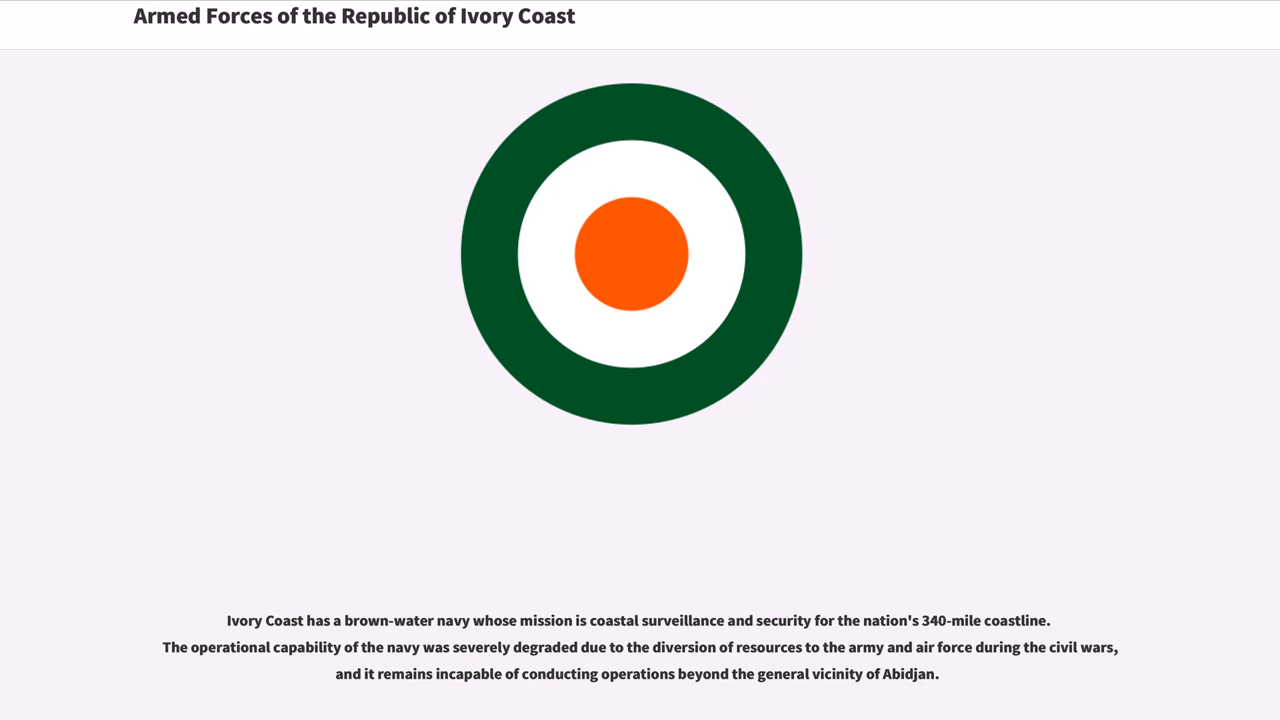 Armed Forces of the Republic of Ivory Coast
Ivory Coast has a brown-water navy whose mission is coastal surveillance and security for the nation's 340-mile coastline.
The operational capability of the navy was severely degraded due to the diversion of resources to the army and air force during the civil wars,
and it remains incapable of conducting operations beyond the general vicinity of Abidjan.